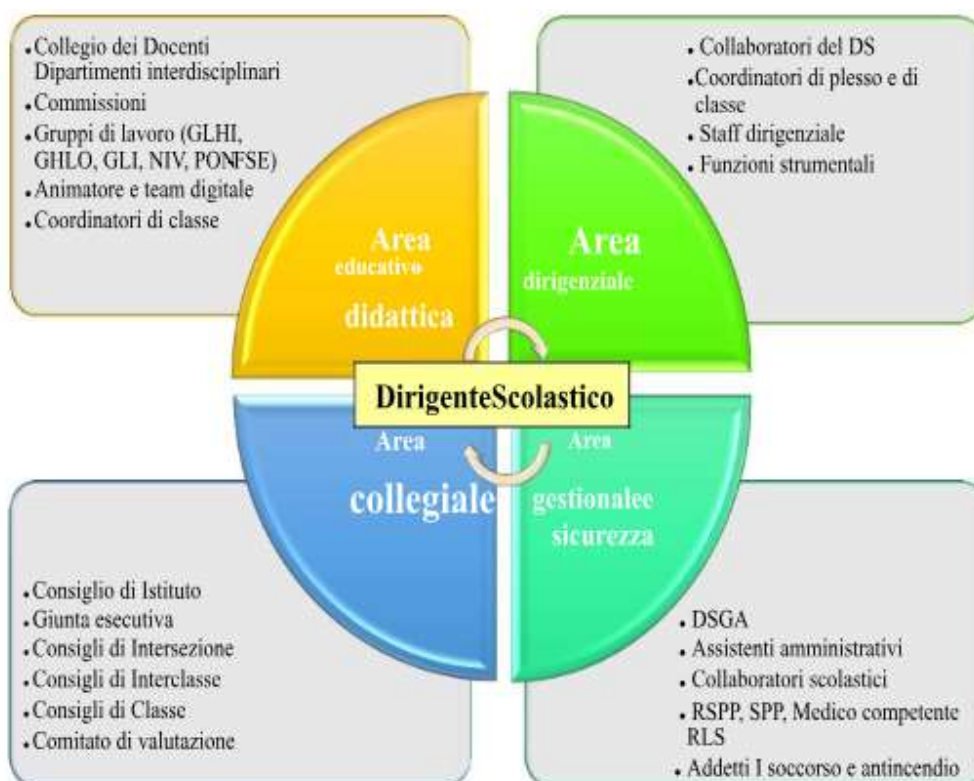 • Collegio dei Docenti
Dipartimenti interdisciplinari
• Commissioni
• Gruppi di lavoro (GLHI,
GHLO, GLI, NIV, PONFSE)
• Animatore e team digitale
• Coordinatori di classe
• Collaboratori del DS
• Coordinatori di plesso e di
classe
• Staff dirigenziale
• Funzioni strumentali
Area
educativo
didattica
Area
dirigenziale
DirigenteScolastico
Area
collegiale
Area
gestionalee
sicurezza
• Consiglio di Istituto
• Giunta esecutiva
• Consigli di Intersezione
• Consigli di Interclasse
• Consigli di Classe
• Comitato di valutazione
• DSGA
• Assistenti amministrativi
• Collaboratori scolastici
• RSPP, SPP, Medico competente
RLS
• Addetti I soccorso e antincendio